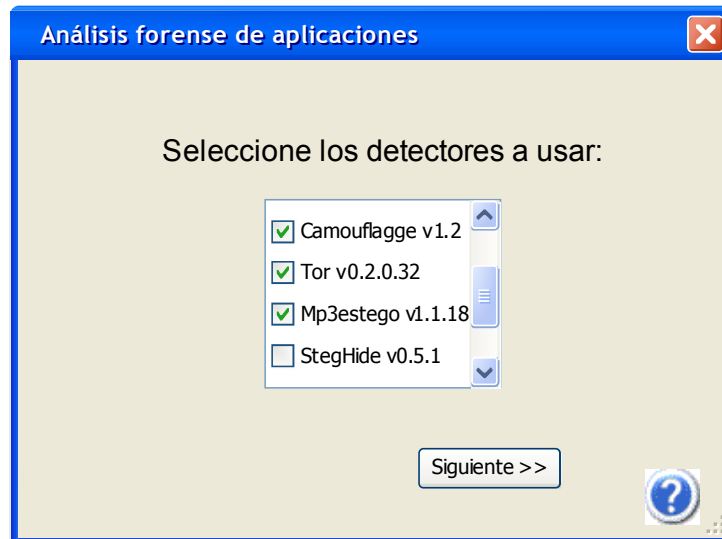 Análisis forense de aplicaciones
Seleccione los detectores a usar:
Camouflagge v1.2
Tor v0.2.0.32
Mp3estego v1.1.18
StegHide v0.5.1
Siguiente >>
?